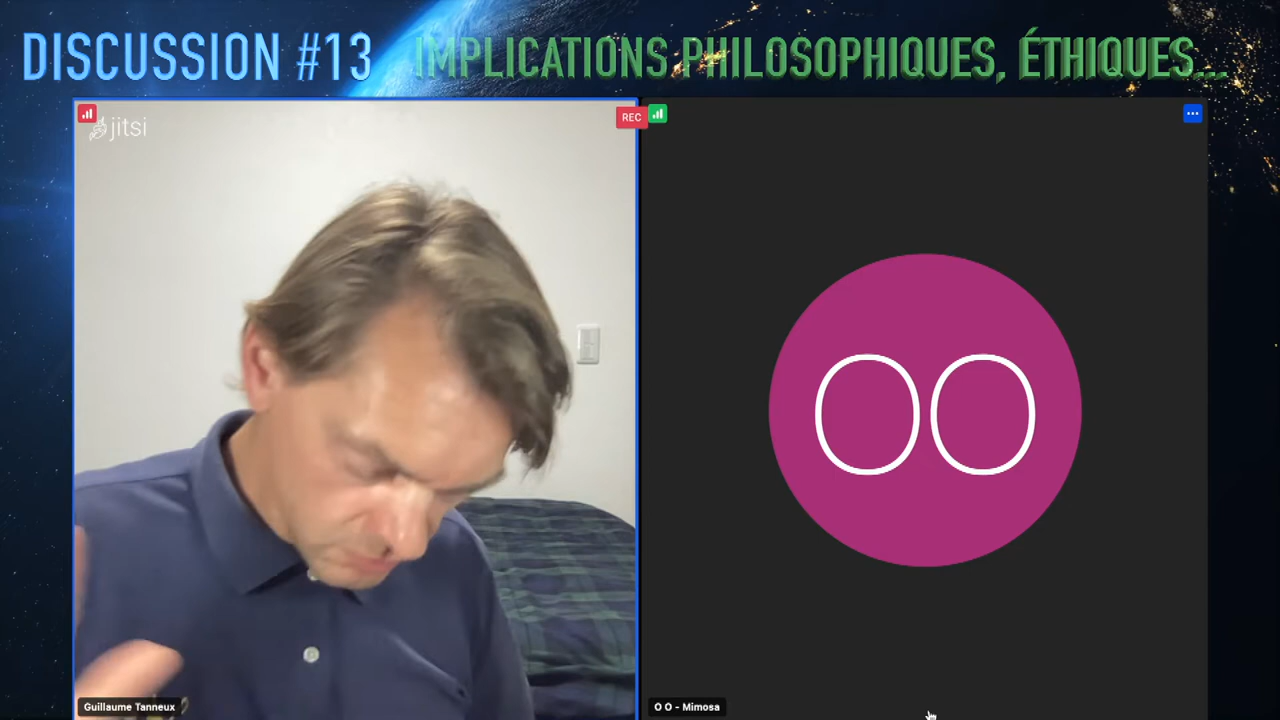 DISCUSSION #13
IMPLICATIONS PHILOSOPHIQUES, ÉTHIQUES...
jitsi
REC
OO
Guillaume Tanneux
O O - Mimosa